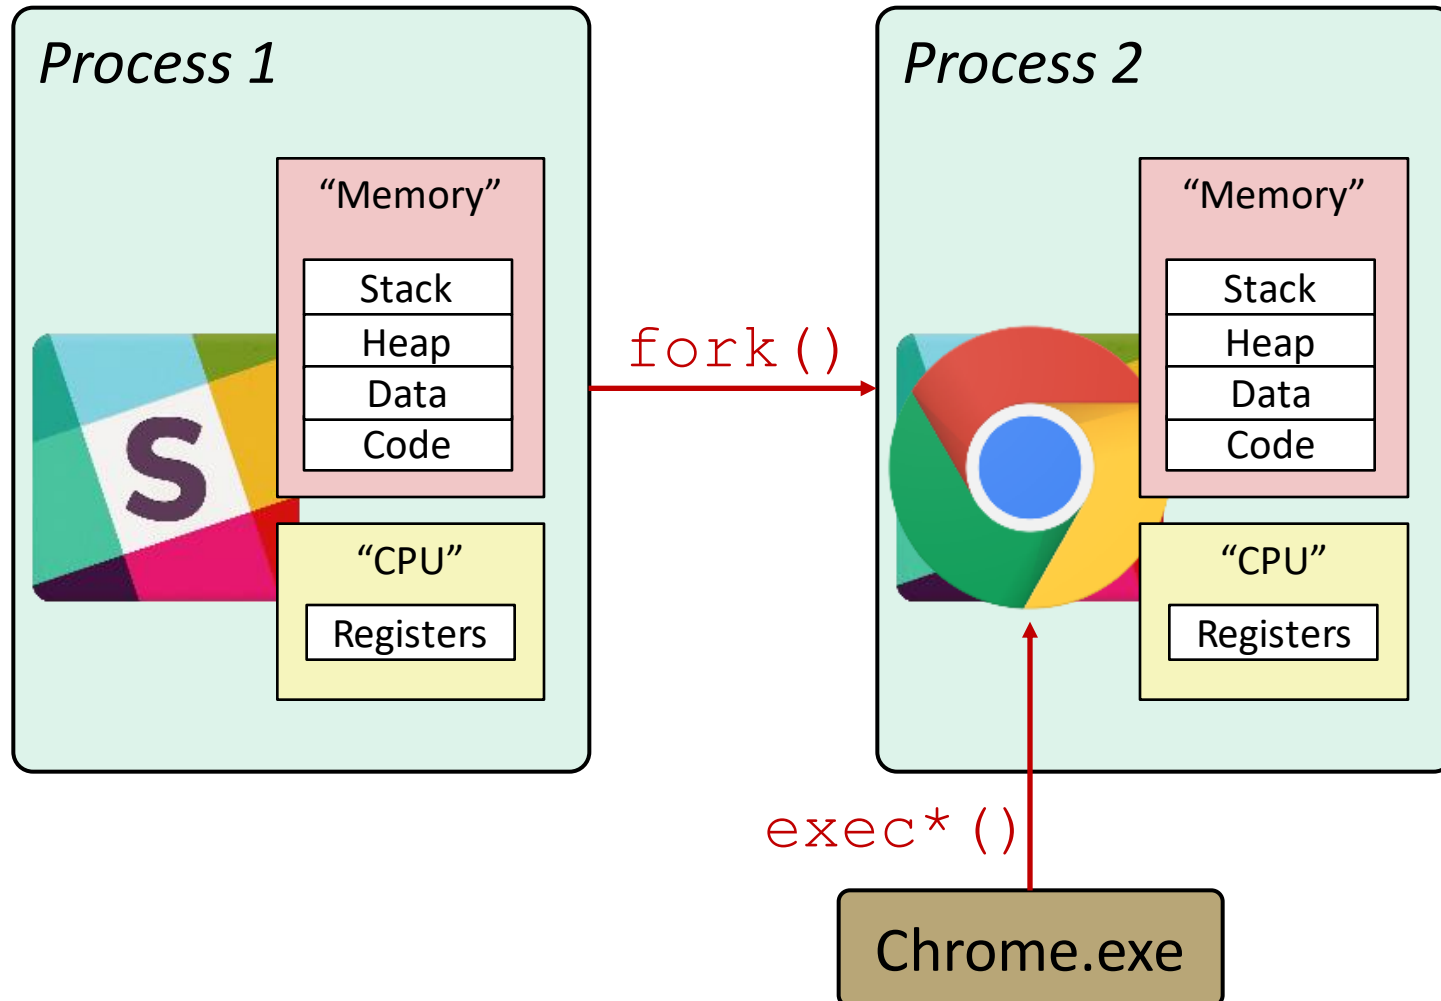 Process 1
“Memory”
Stack
Heap
Data
Code
S
“CPU”
Registers
fork()
Process 2
“Memory”
Stack
Heap
Data
Code
“CPU”
Registers
exec*()
Chrome.exe